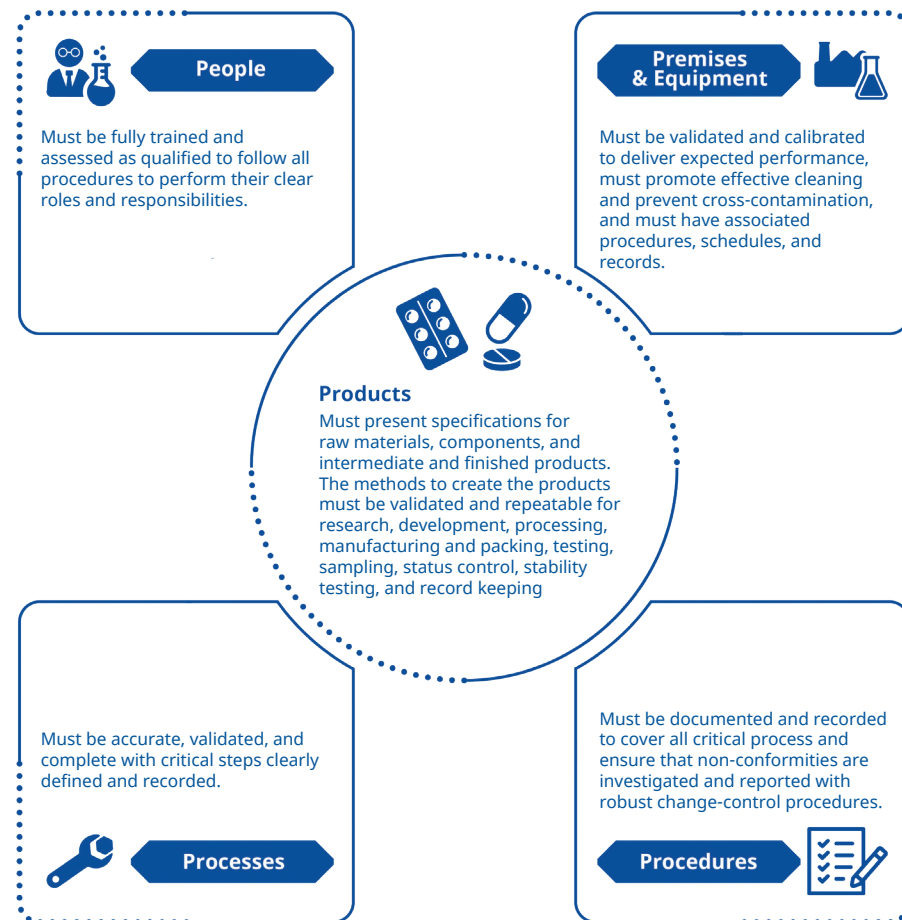 People
Must be fully trained and
assessed as qualified to follow all
procedures to perform their clear
roles and responsibilities.
Premises
& Equipment
Must be validated and calibrated
to deliver expected performance,
must promote effective cleaning
and prevent cross-contamination,
and must have associated
procedures, schedules, and
records.
Products
Must present specifications for
raw materials, components, and
intermediate and finished products.
The methods to create the products
must be validated and repeatable for
research, development, processing,
manufacturing and packing, testing,
sampling, status control, stability
testing, and record keeping
Must be accurate, validated, and
complete with critical steps clearly
defined and recorded.
Processes
Must be documented and recorded
to cover all critical process and
ensure that non-conformities are
investigated and reported with
robust change-control procedures.
Procedures